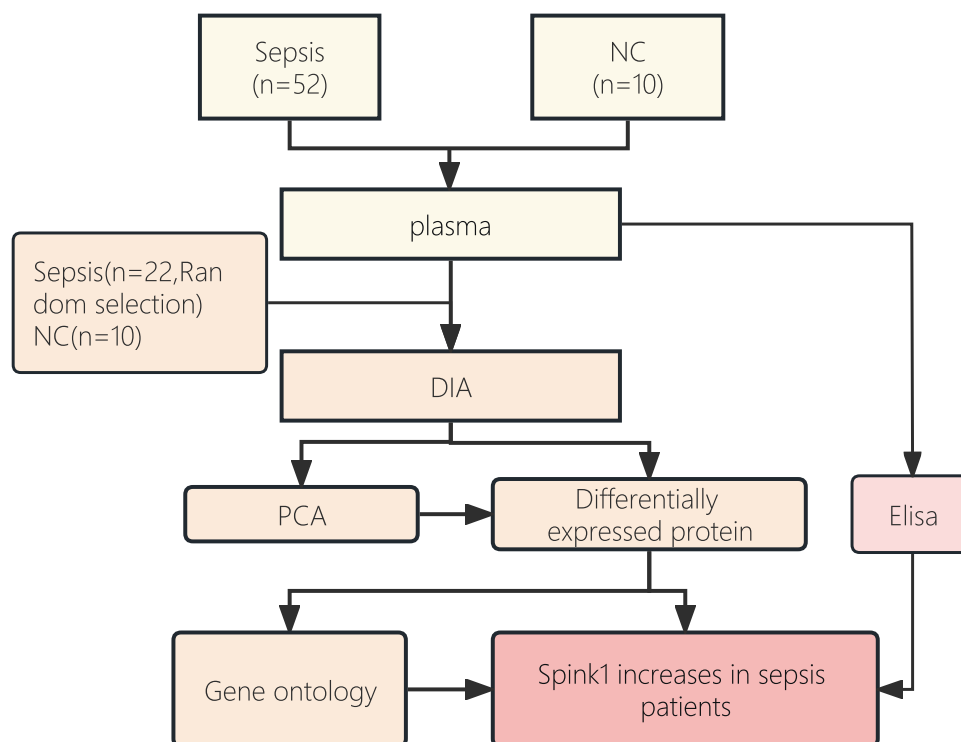 Sepsis
(n=52)
NC
(n=10)
plasma
Sepsis(n=22,Ran
dom selection)
NC(n=10)
DIA
PCA
Differentially
expressed protein
Elisa
Gene ontology
Spink1 increases in sepsis
patients